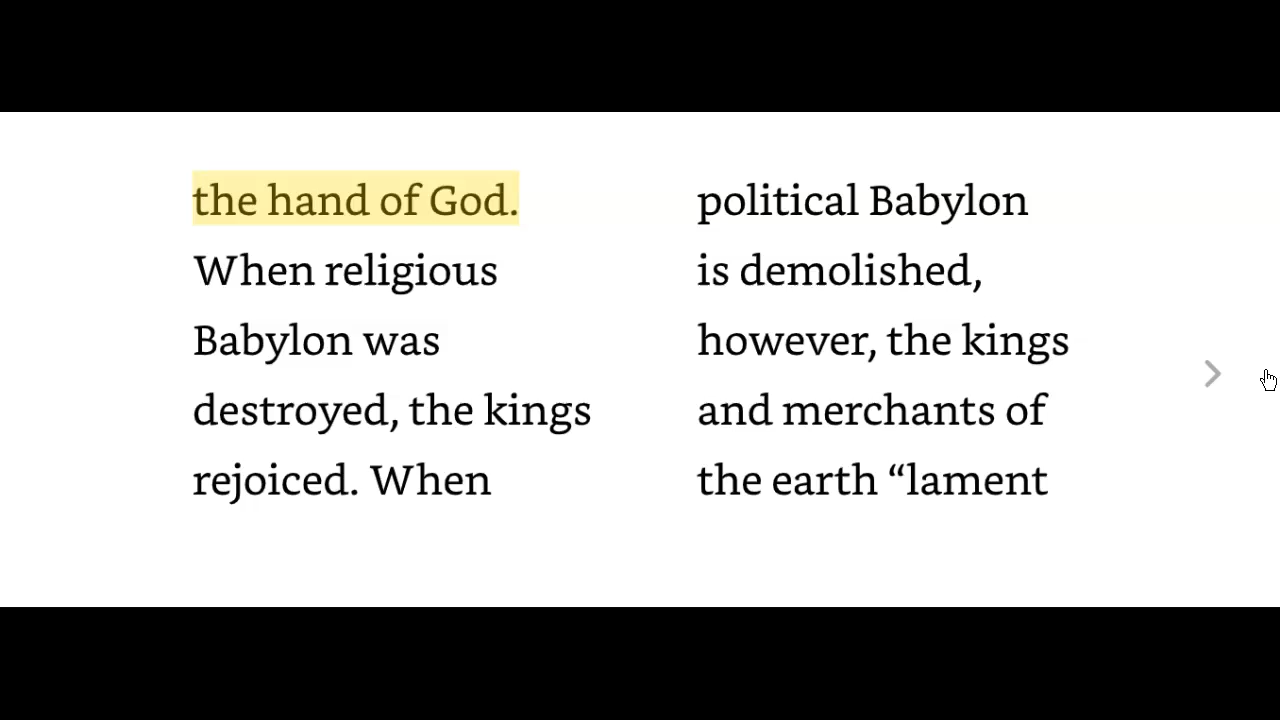 the hand of God.
When religious
Babylon was
destroyed, the kings
rejoiced. When
political Babylon
is demolished,
however, the kings
and merchants of
the earth “lament